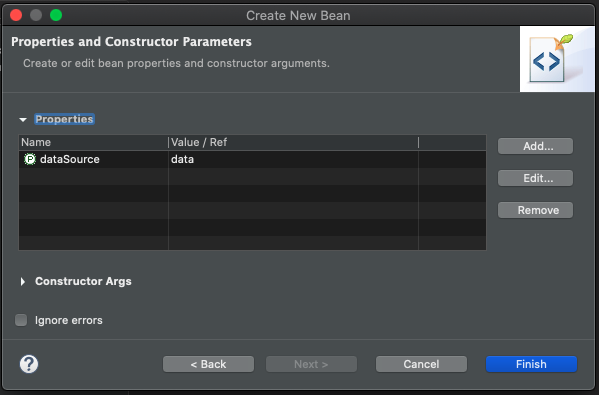 Create New Bean
Properties and Constructor Parameters
Create or edit bean properties and constructor arguments.
Properties
Name Value / Ref
P dataSource data
Add...
Edit...
Remove
Constructor Args
Ignore errors
? < Back Next > Cancel Finish